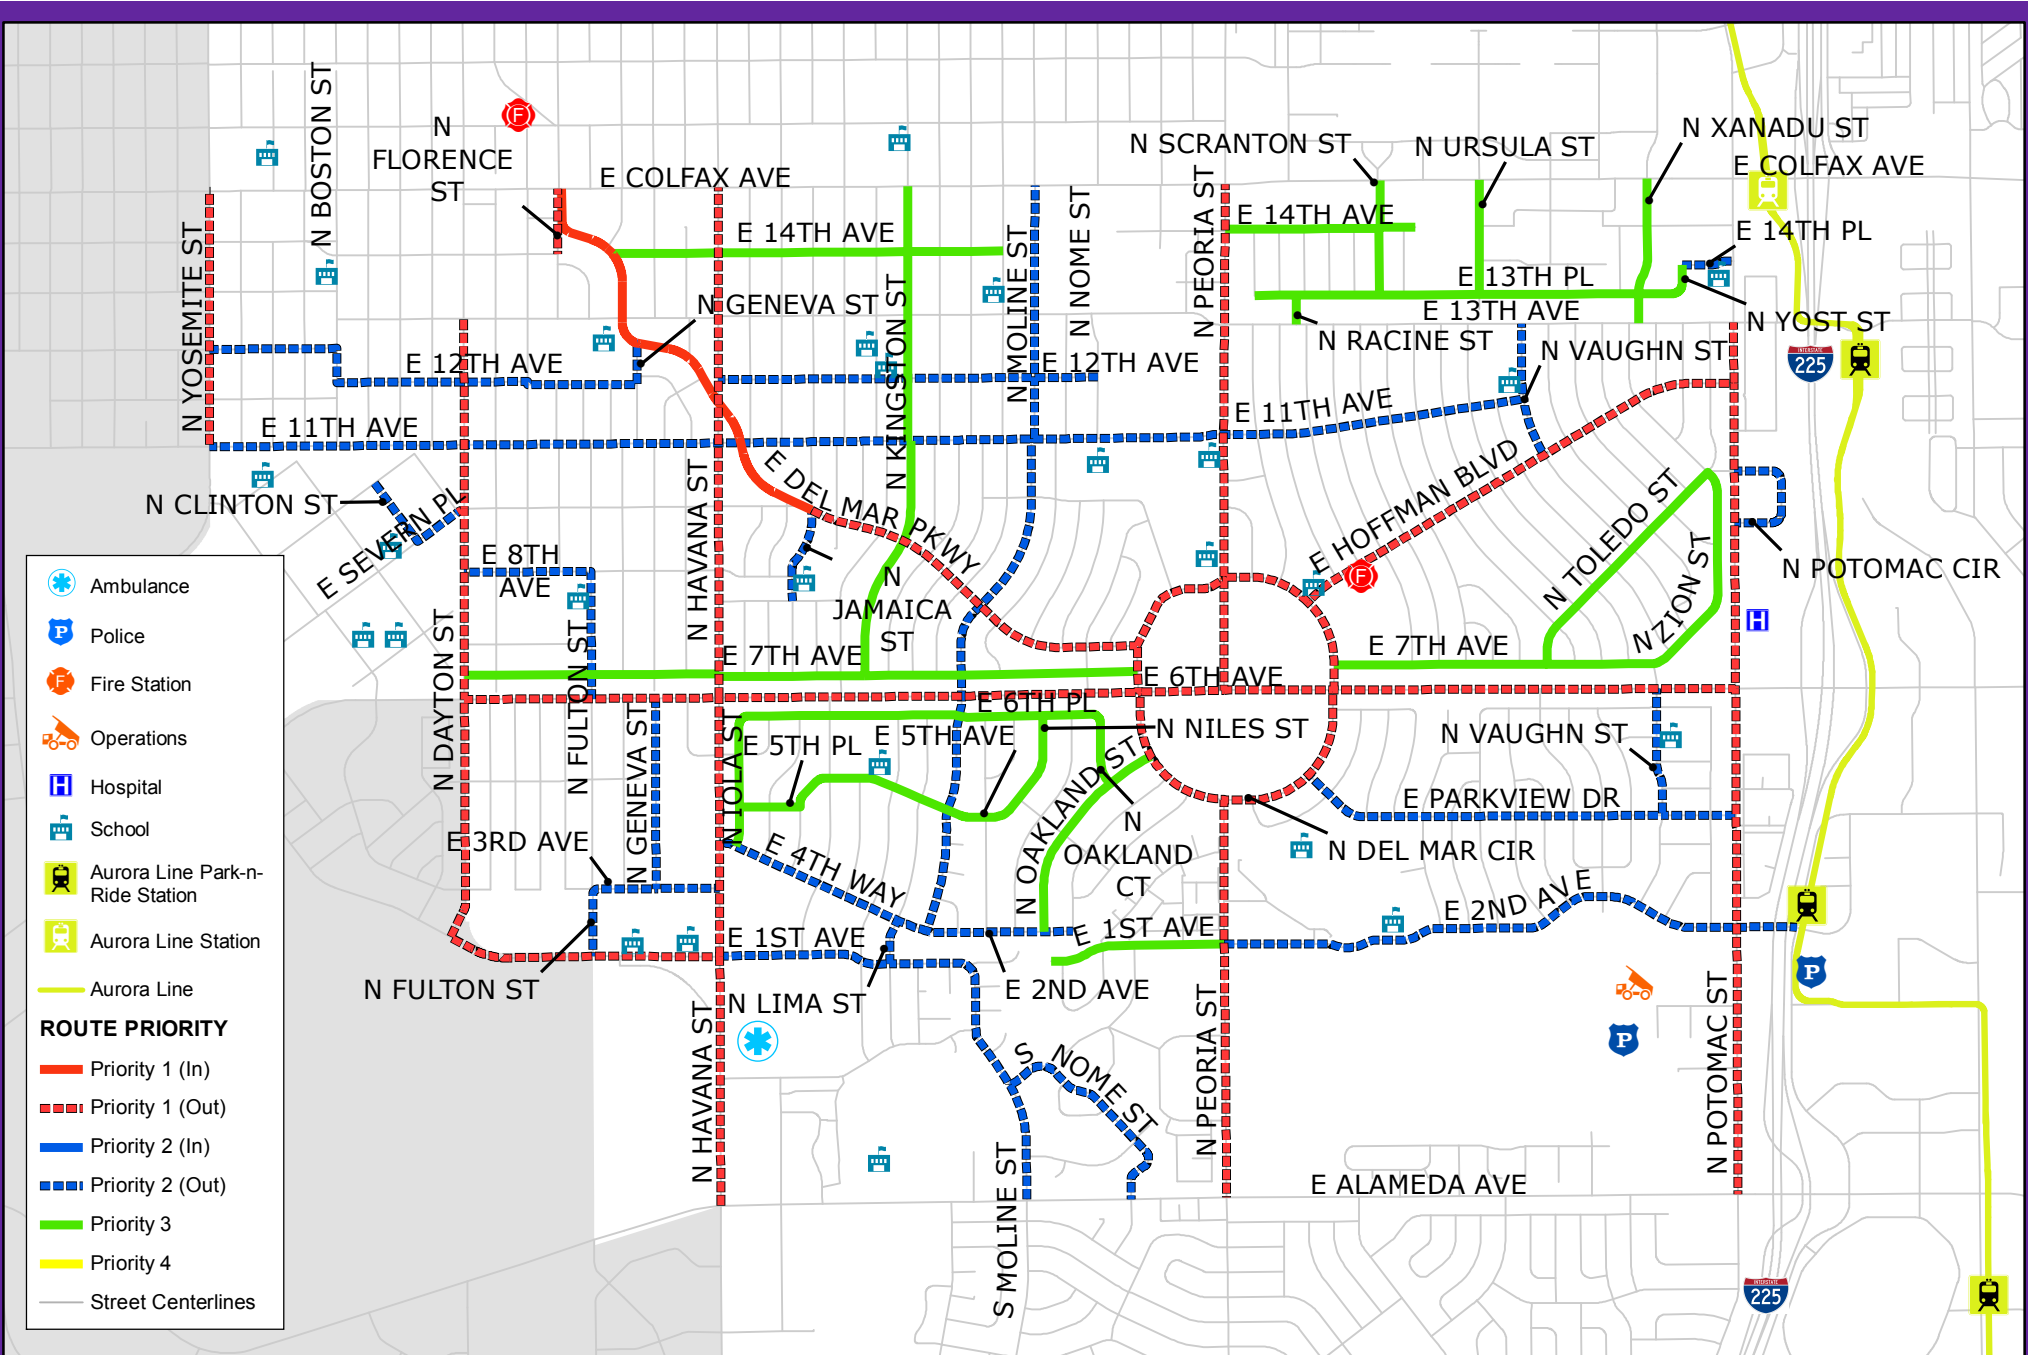 N BOSTON ST
N
FLORENCE
ST
E COLFAX AVE
N SCRANTON ST
N URSULA ST
N XANADU ST
E COLFAX AVE
N YOSEMITE ST
E 14TH AVE
N MOLINE ST
N NOME ST
N PEORIA ST
E 14TH AVE
E 14TH PL
E 13TH PL
E 13TH AVE
N GENEVA ST
N KINGSTON ST
N RACINE ST
N YOST ST
N VAUGHN ST
INTERSTATE
225
E 12TH AVE
E 12TH AVE
E 11TH AVE
E 11TH AVE
N CLINTON ST
E SEVERN PL
N HAVANA ST
E DEL MAR PKWY
E HOFFMAN BLVD
N TOLEDO ST
N ZION ST
N POTOMAC CIR
E 8TH
AVE
N
JAMAICA
ST
N DAYTON ST
N FULTON ST
E 7TH AVE
E 7TH AVE
E 6TH AVE
E 6TH PL
N GENEVA ST
N IOLA ST
E 5TH PL
E 5TH AVE
N NILES ST
N VAUGHN ST
N OAKLAND ST
N
OAKLAND
CT
E PARKVIEW DR
N DEL MAR CIR
E 3RD AVE
E 4TH WAY
E 2ND AVE
E 1ST AVE
E 1ST AVE
N FULTON ST
N LIMA ST
E 2ND AVE
N HAVANA ST
S NOME ST
N PEORIA ST
N POTOMAC ST
S MOLINE ST
E ALAMEDA AVE
INTERSTATE
225
F
F
H
P
P
Ambulance
P Police
F Fire Station
Operations
H Hospital
School
Aurora Line Park-n-
Ride Station
Aurora Line Station
Aurora Line
ROUTE PRIORITY
Priority 1 (In)
Priority 1 (Out)
Priority 2 (In)
Priority 2 (Out)
Priority 3
Priority 4
Street Centerlines